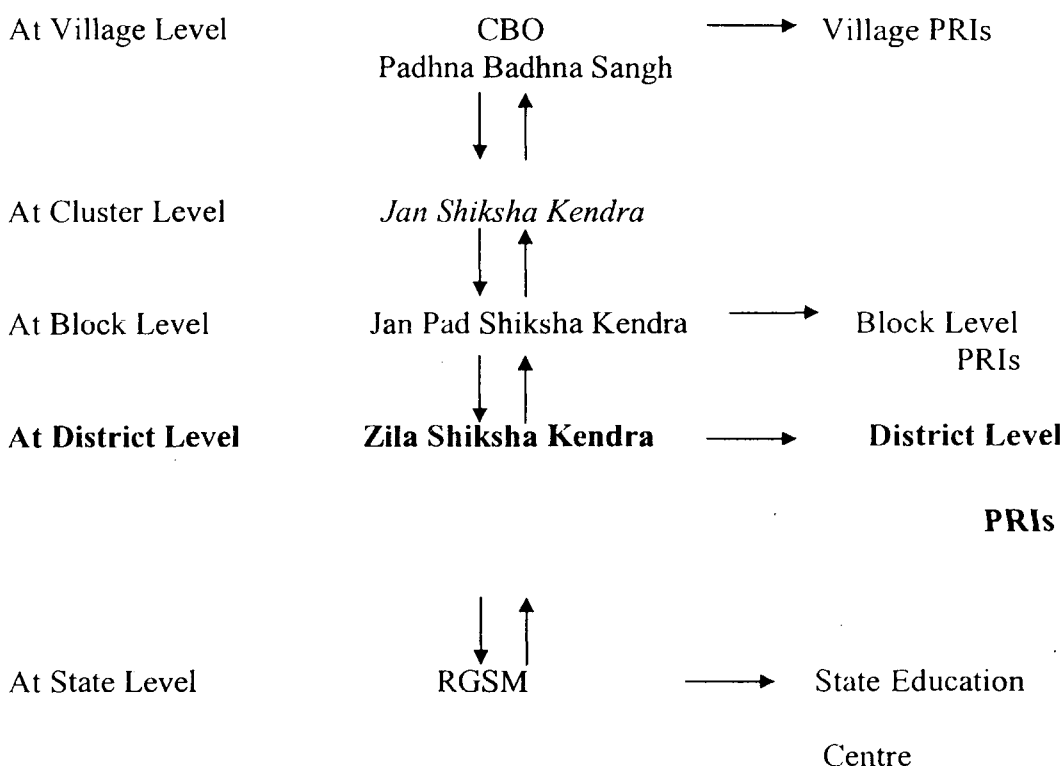 At Village Level CBO Village PRIs
Padhna Badhna Sangh
At Cluster Level Jan Shiksha Kendra
At Block Level Jan Pad Shiksha Kendra Block Level
PRIs
At District Level Zila Shiksha Kendra District Level
PRIs
At State Level RGSM State Education
Centre